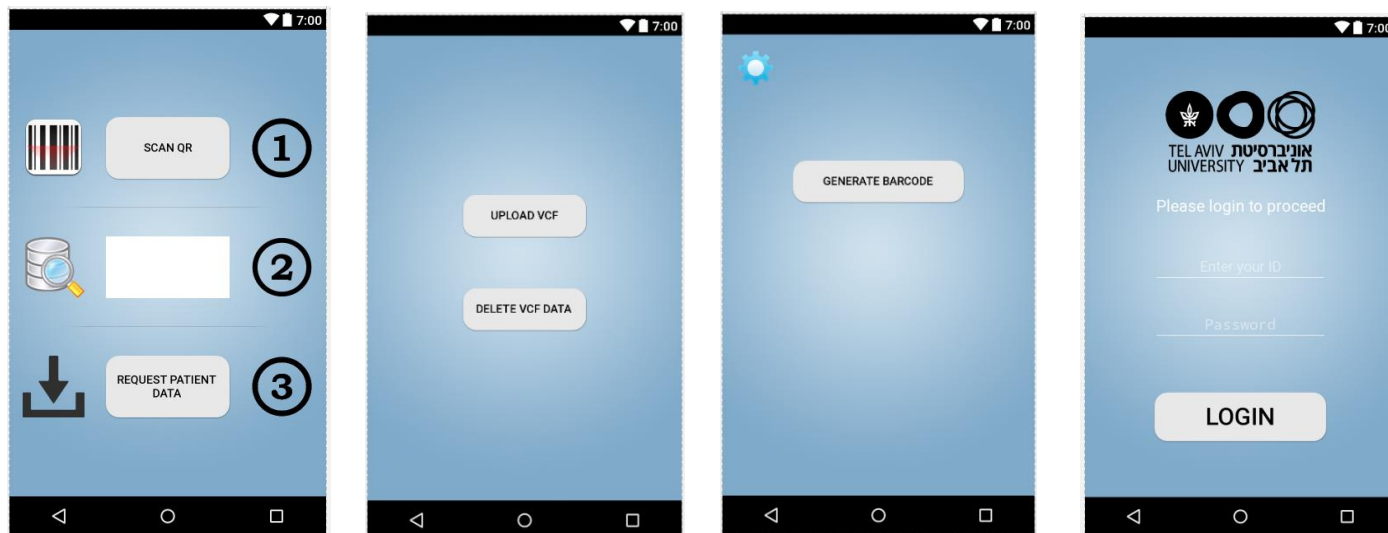 7:00
SCAN QR
1
2
REQUEST PATIENT
DATA
3
7:00
UPLOAD VCF
DELETE VCF DATA
7:00
GENERATE BARCODE
7:00
TEL AVIV אוניברסיטת
UNIVERSITY תל אביב
Please login to proceed
Enter your ID
Password
LOGIN